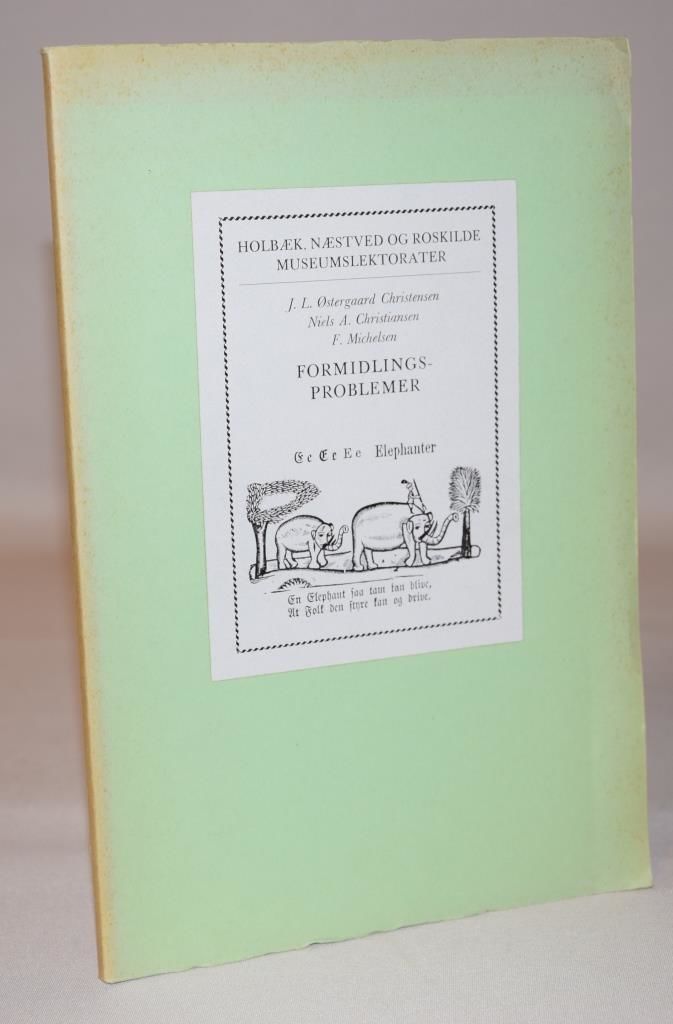 HOLBÆK, NÆSTVED OG ROSKILDE
MUSEUMSLEKTORATER
J. L. Østergaard Christensen
Niels A. Christiansen
F. Michelsen
FORMIDLINGS-
PROBLEMER
Ee Ee E e Elephanter
En Elephant saa tam kan blive,
At Folk den styre kan og drive.